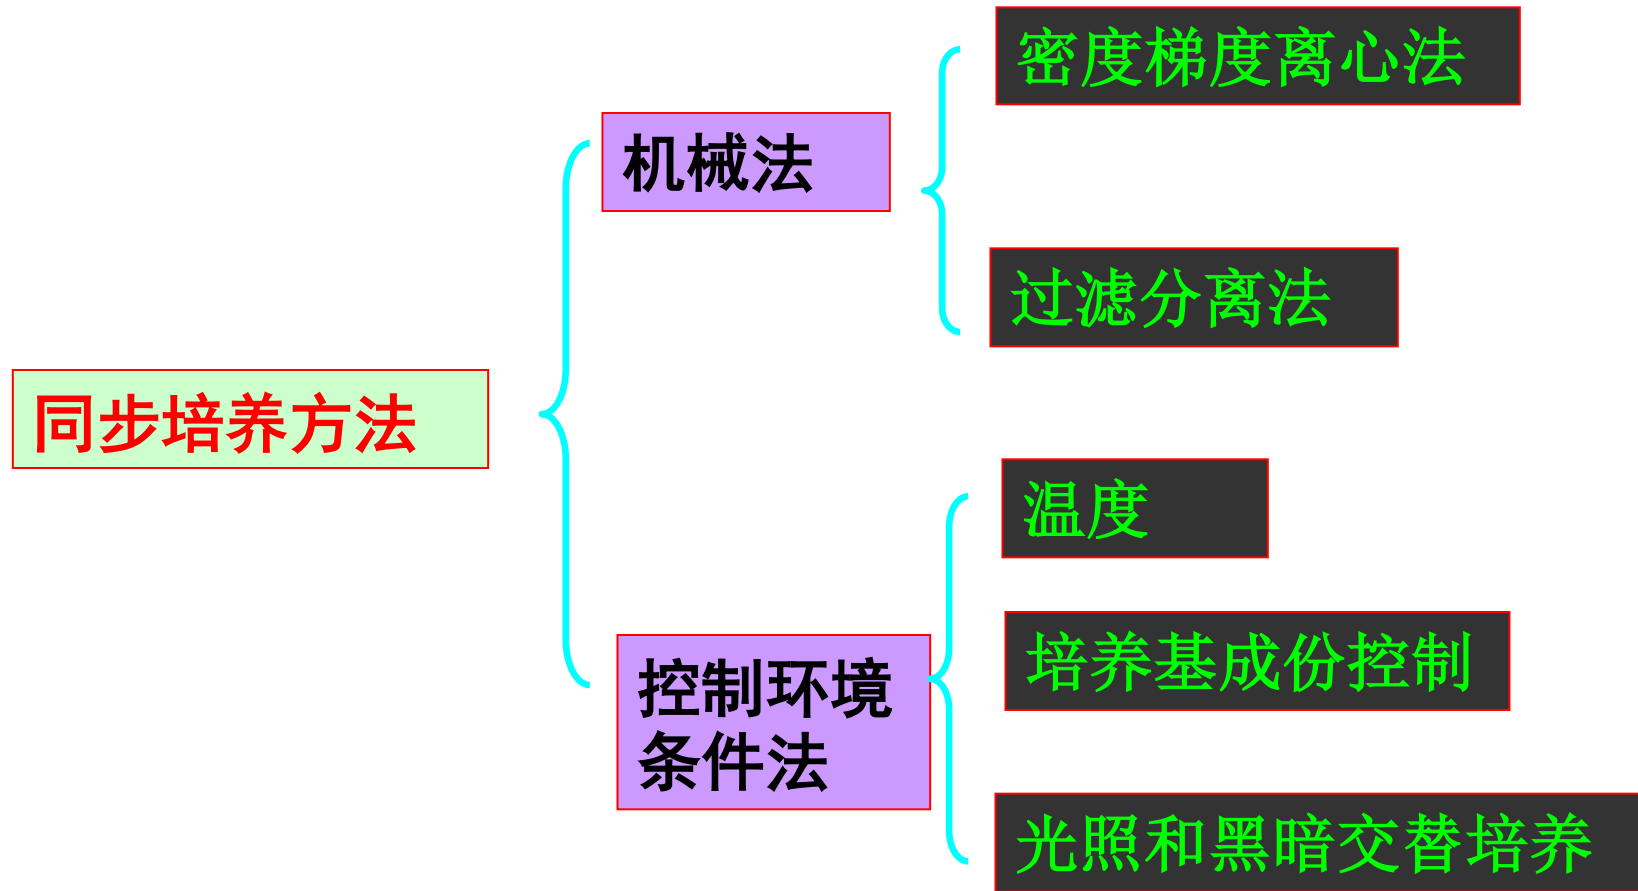 同步培养方法
机械法
密度梯度离心法
过滤分离法
控制环境
条件法
温度
培养基成份控制
光照和黑暗交替培养